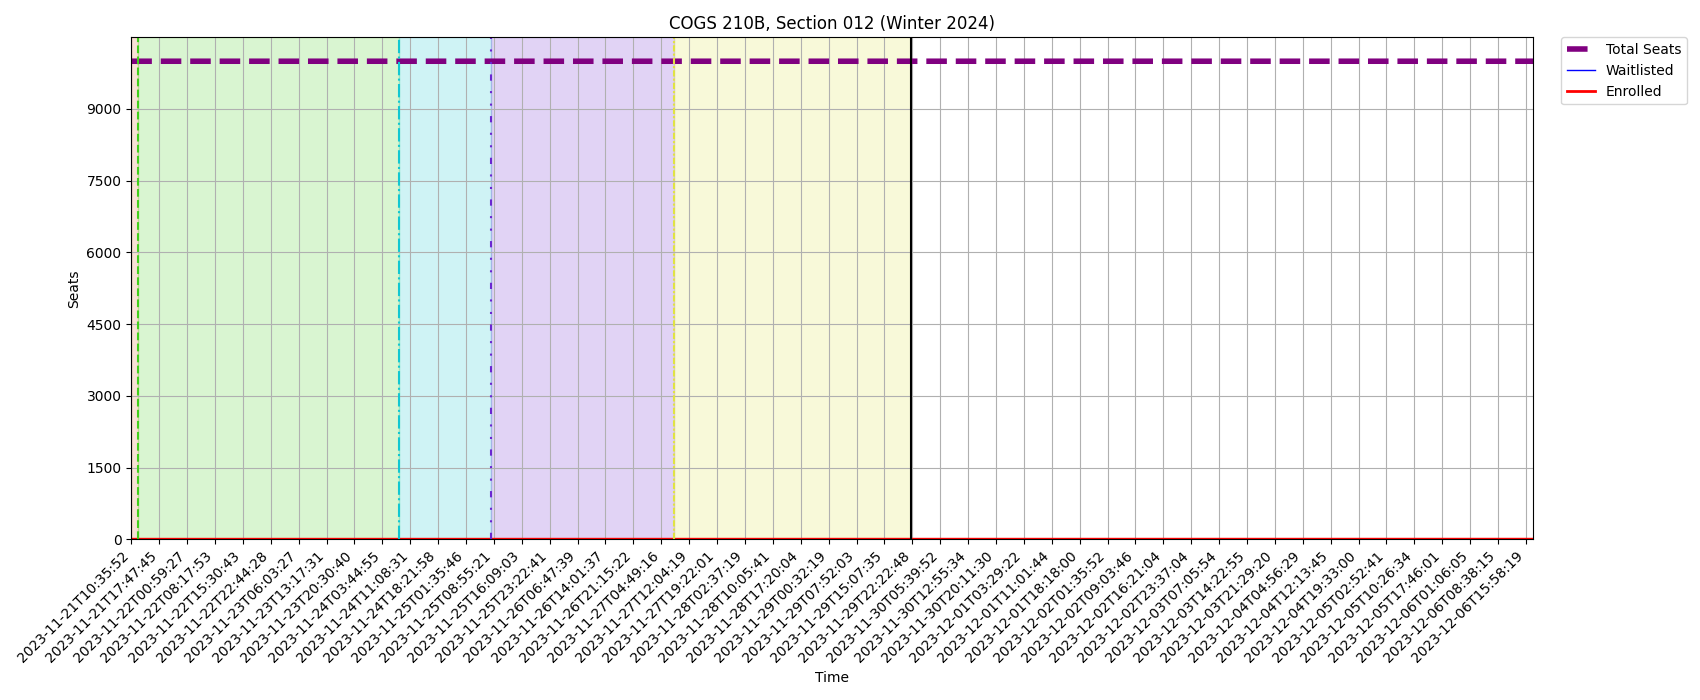 COGS 210B, Section 012 (Winter 2024)
Total Seats
Waitlisted
Enrolled
Seats
9000
7500
6000
4500
3000
1500
0
2023-11-21T10:35:52
2023-11-21T17:47:45
2023-11-22T00:59:27
2023-11-22T08:17:53
2023-11-22T15:30:43
2023-11-22T22:44:28
2023-11-23T06:03:27
2023-11-23T13:17:31
2023-11-23T20:30:40
2023-11-24T03:44:55
2023-11-24T11:08:31
2023-11-24T18:21:58
2023-11-25T01:35:46
2023-11-25T08:55:21
2023-11-25T16:09:03
2023-11-25T23:22:41
2023-11-26T06:47:39
2023-11-26T14:01:37
2023-11-26T21:15:22
2023-11-27T04:49:16
2023-11-27T12:04:19
2023-11-27T19:22:01
2023-11-28T02:37:19
2023-11-28T10:05:41
2023-11-28T17:20:04
2023-11-29T00:32:19
2023-11-29T07:52:03
2023-11-29T15:07:35
2023-11-29T22:22:48
2023-11-30T05:39:52
2023-11-30T12:55:34
2023-11-30T20:11:30
2023-12-01T03:29:22
2023-12-01T11:01:44
2023-12-01T18:18:00
2023-12-02T01:35:52
2023-12-02T09:03:46
2023-12-02T16:21:04
2023-12-02T23:37:04
2023-12-03T07:05:54
2023-12-03T14:22:55
2023-12-03T21:29:20
2023-12-04T04:56:29
2023-12-04T12:13:45
2023-12-04T19:33:00
2023-12-05T02:52:41
2023-12-05T10:26:34
2023-12-05T17:46:01
2023-12-06T01:06:05
2023-12-06T08:38:15
2023-12-06T15:58:19
Time